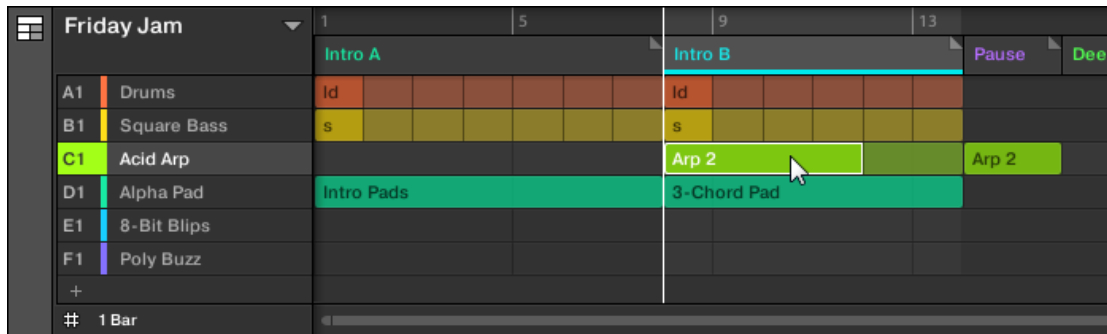 Friday Jam 1 5 9 13
Intro A Intro B Pause Dee
A1 Drums Id Id
B1 Square Bass s s
C1 Acid Arp Arp 2 Arp 2
D1 Alpha Pad Intro Pads 3-Chord Pad
E1 8-Bit Blips
F1 Poly Buzz
+
# 1 Bar